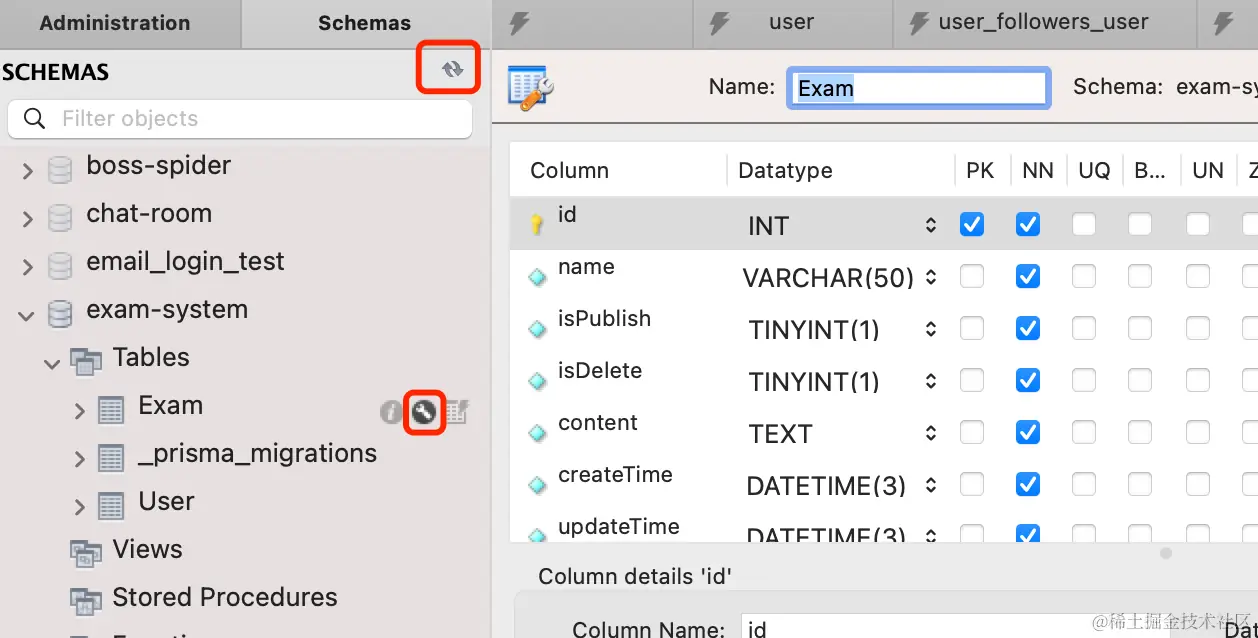 Administration
Schemas
user
user_followers_user
SCHEMAS
Filter objects
boss-spider
chat-room
email_login_test
exam-system
Tables
Exam
_prisma_migrations
User
Views
Stored Procedures
Name: Exam
Schema: exam-sy
Column Datatype PK NN UQ B... UN Z
id INT
name VARCHAR(50)
isPublish TINYINT(1)
isDelete TINYINT(1)
content TEXT
createTime DATETIME(3)
updateTime DATETIME(3)
Column details 'id'
Column Name: id Dat
@稀土掘金技术社区